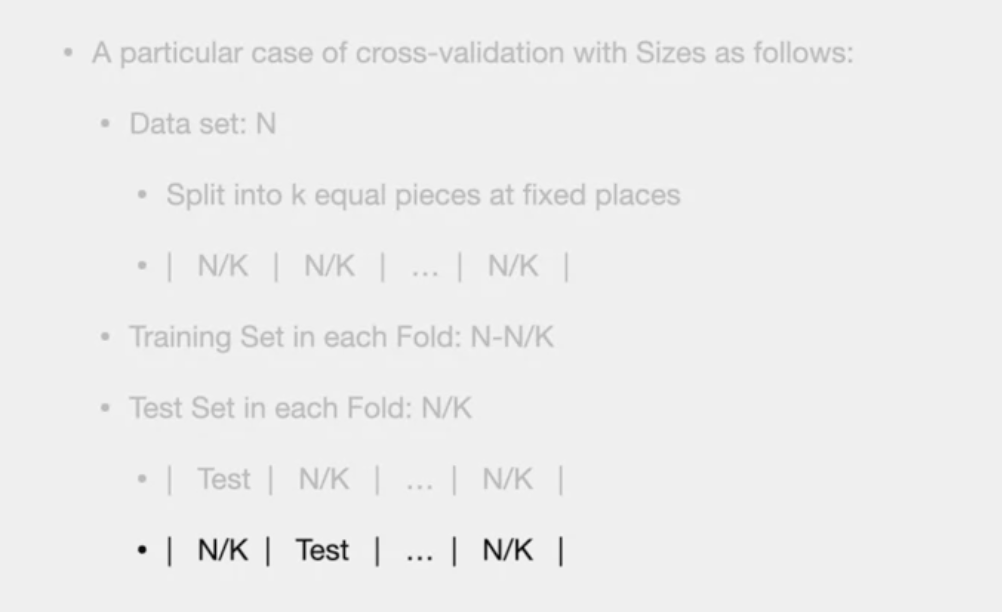 • A particular case of cross-validation with Sizes as follows:
• Data set: N
• Split into k equal pieces at fixed places
• | N/K | N/K | ... | N/K |
• Training Set in each Fold: N-N/K
• Test Set in each Fold: N/K
• | Test | N/K | ... | N/K |
• | N/K | Test | ... | N/K |